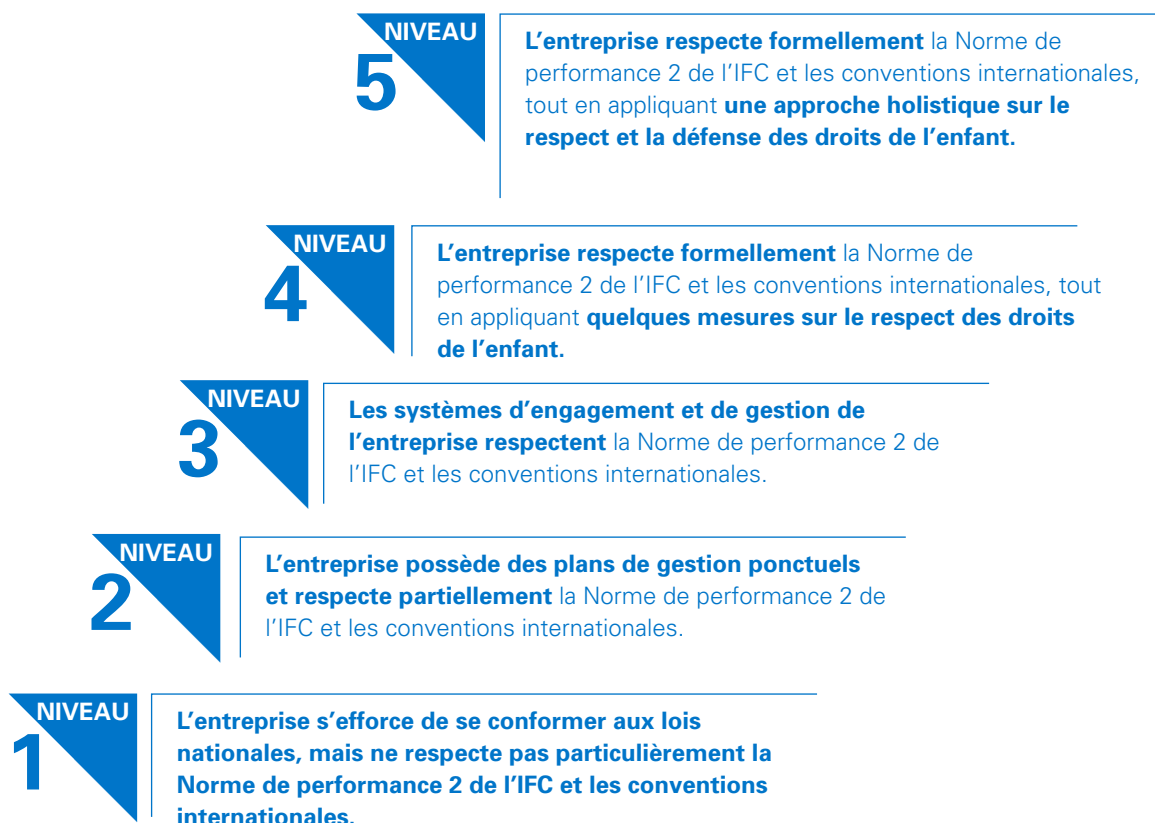 NIVEAU
5
L’entreprise respecte formellement la Norme de
performance 2 de l’IFC et les conventions internationales,
tout en appliquant une approche holistique sur le
respect et la défense des droits de l’enfant.
NIVEAU
4
L’entreprise respecte formellement la Norme de
performance 2 de l’IFC et les conventions internationales, tout
en appliquant quelques mesures sur le respect des droits
de l’enfant.
NIVEAU
3
Les systèmes d’engagement et de gestion de
l’entreprise respectent la Norme de performance 2 de
l’IFC et les conventions internationales.
NIVEAU
2
L’entreprise possède des plans de gestion ponctuels
et respecte partiellement la Norme de performance 2 de
l’IFC et les conventions internationales.
NIVEAU
1
L’entreprise s’efforce de se conformer aux lois
nationales, mais ne respecte pas particulièrement la
Norme de performance 2 de l’IFC et les conventions
internationales.